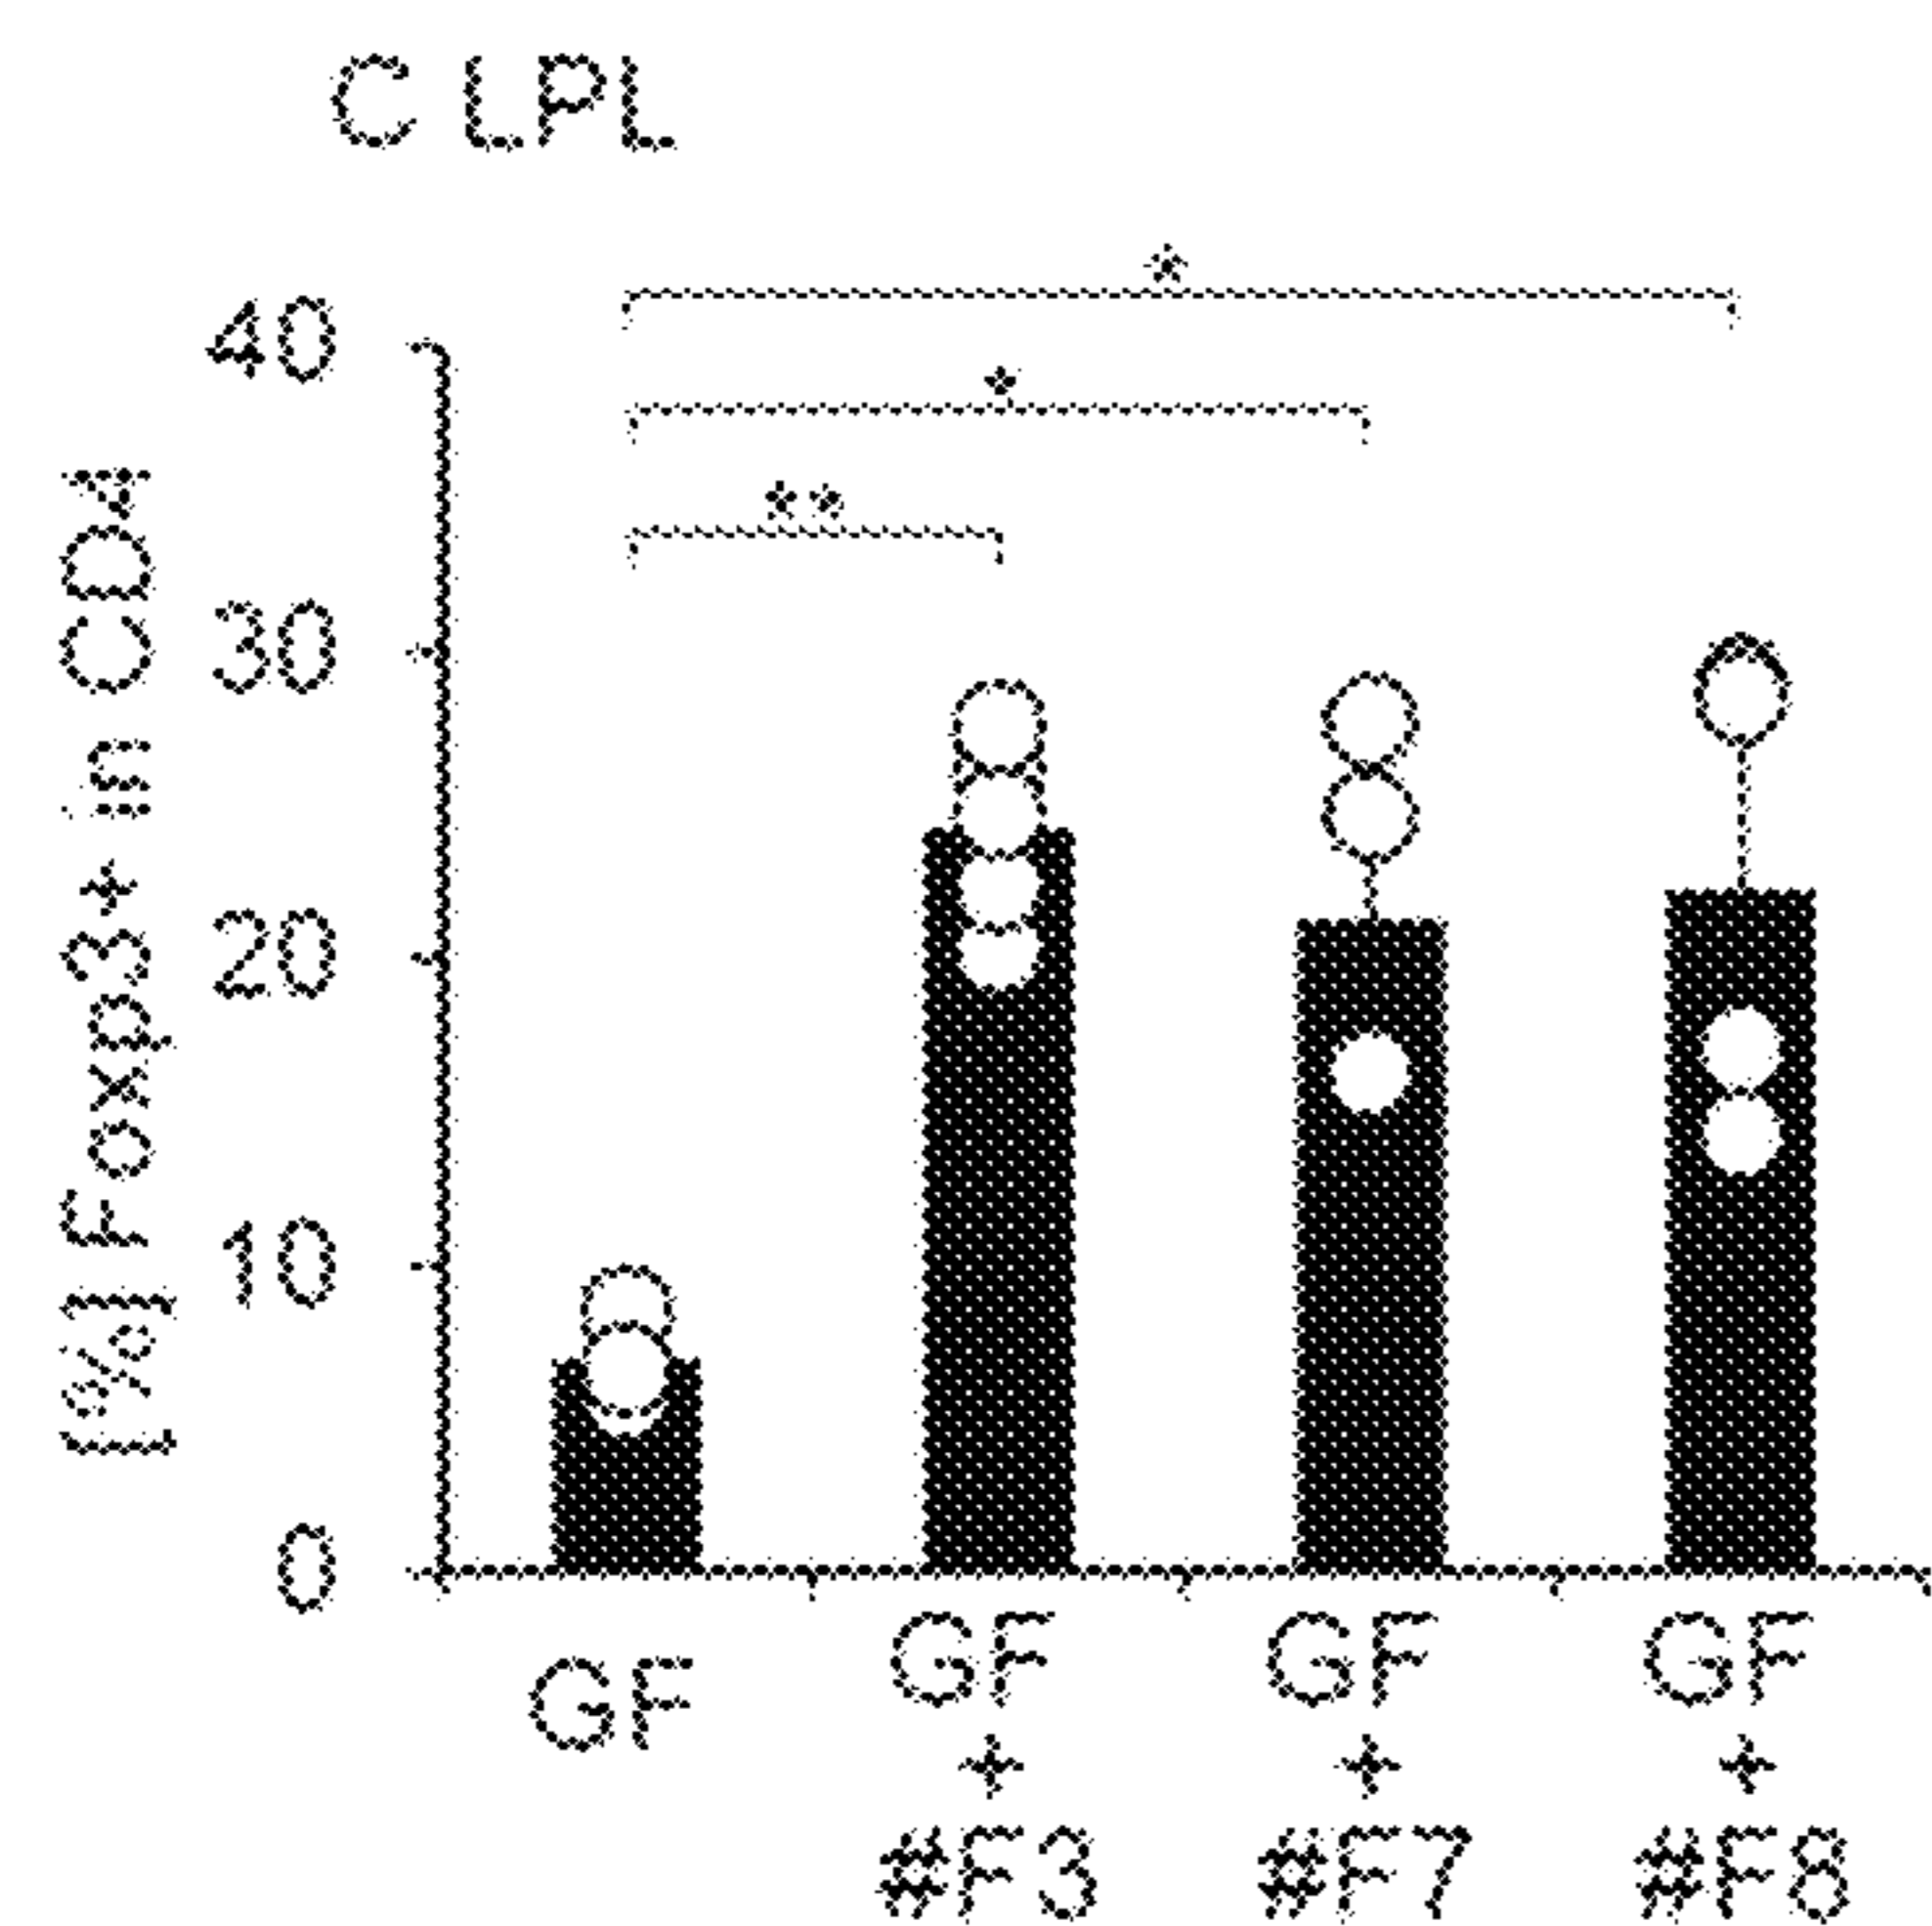 C LPL
[%] Foxp3+ in CD4
40
30
20
10
0
*
*
**
GF
GF
+
#F3
GF
+
#F7
GF
+
#F8